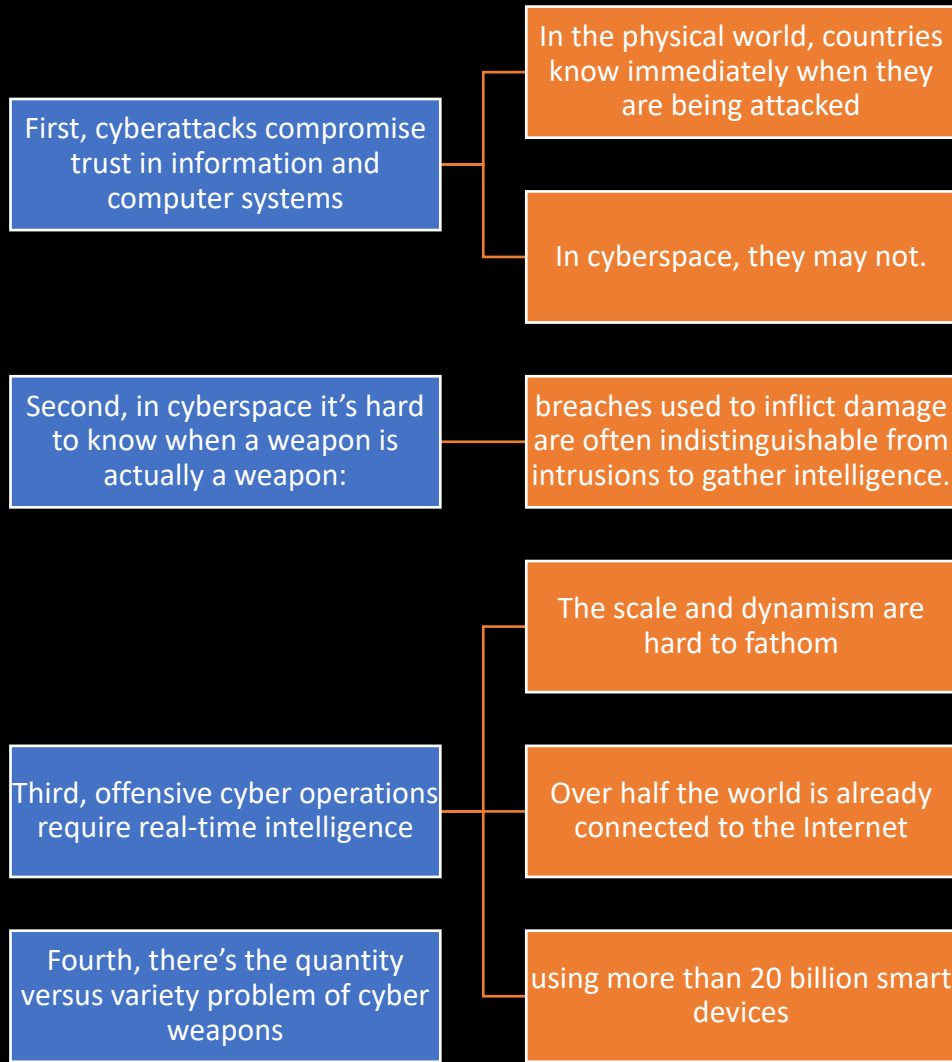 First, cyberattacks compromise
trust in information and
computer systems
In the physical world, countries
know immediately when they
are being attacked
In cyberspace, they may not.
Second, in cyberspace it's hard
to know when a weapon is
actually a weapon:
breaches used to inflict damage
are often indistinguishable from
intrusions to gather intelligence.
Third, offensive cyber operations
require real-time intelligence
The scale and dynamism are
hard to fathom
Over half the world is already
connected to the Internet
using more than 20 billion smart
devices
Fourth, there's the quantity
versus variety problem of cyber
weapons